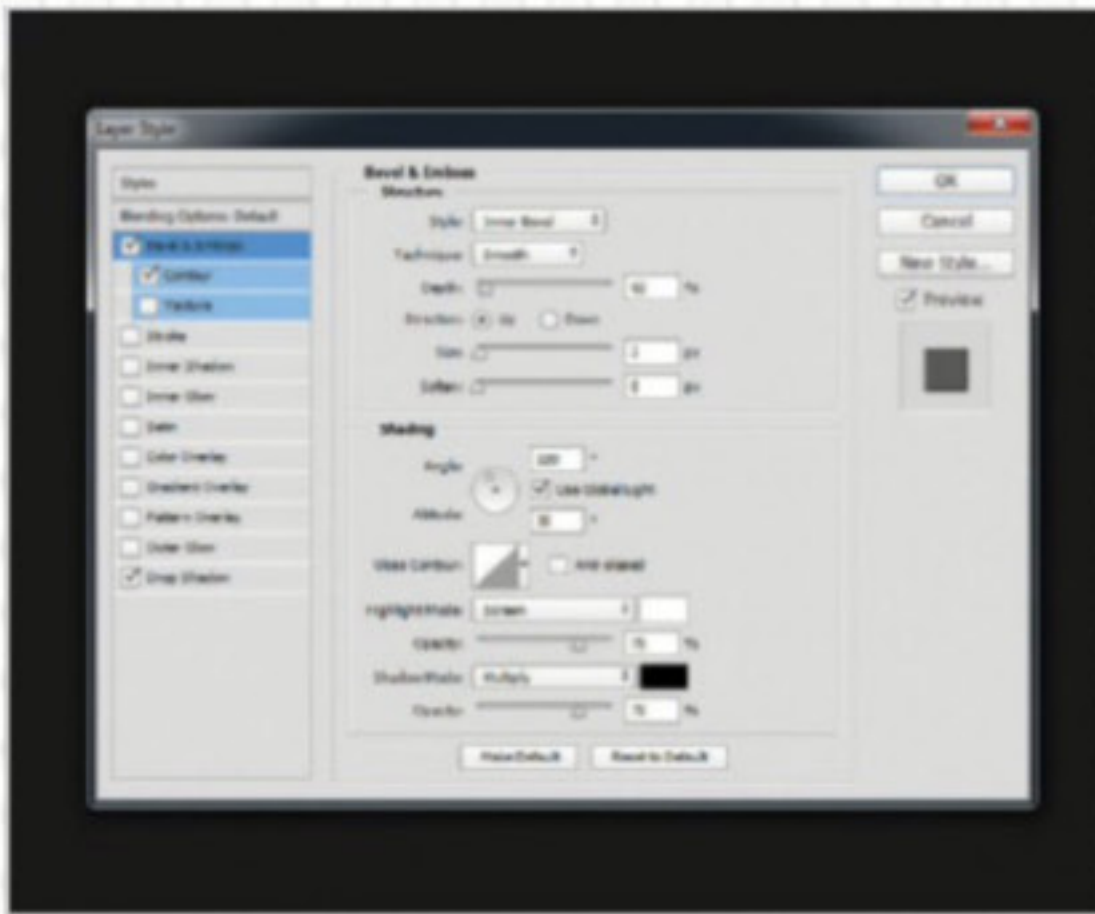 Layer Style
Styles
Blending Options: Default
Bevel & Emboss
Contour
Texture
Stroke
Inner Shadow
Inner Glow
Satin
Color Overlay
Gradient Overlay
Pattern Overlay
Outer Glow
Drop Shadow
Bevel & Emboss
Structure
Style: Inner Bevel
Technique: Smooth
Depth: %
Direction: Up Down
Size: px
Soften: px
Shading
Angle: °
Use Global Light
Altitude: °
Gloss Contour: Anti-aliased
Highlight Mode: Screen
Opacity: %
Shadow Mode: Multiply
Opacity: %
Make Default Reset to Default
OK
Cancel
New Style...
Preview